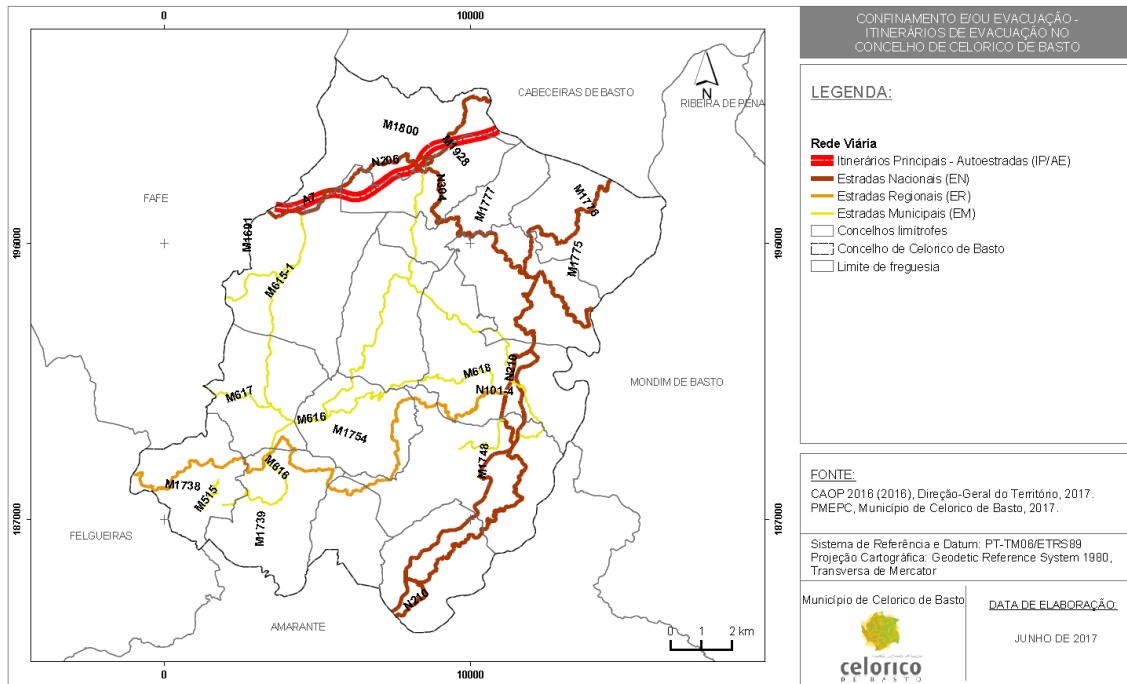 0
10000
CABECEIRAS DE BASTO
RIBEIRA DE PENA
N
M1800
N206
M1928
FAFE
A7
N304
M1777
M1776
M1691
M1775
196000
196000
M615-1
N210
M618
MONDIM DE BASTO
M617
N101-4
M616
M1754
M1748
M616
M1738
M515
187000
187000
M1739
FELGUEIRAS
N210
AMARANTE
0 1 2 km
0
10000
CONFINAMENTO E/OU EVACUAÇÃO -
ITINERÁRIOS DE EVACUAÇÃO NO
CONCELHO DE CELORICO DE BASTO
LEGENDA:
Rede Viária
Itinerários Principais - Autoestradas (IP/AE)
Estradas Nacionais (EN)
Estradas Regionais (ER)
Estradas Municipais (EM)
Concelhos limítrofes
Concelho de Celorico de Basto
Limite de freguesia
FONTE:
CAOP 2016 (2016), Direção-Geral do Território, 2017.
PMEPC, Município de Celorico de Basto, 2017.
Sistema de Referência e Datum: PT-TM06/ETRS89
Projeção Cartográfica: Geodetic Reference System 1980,
Transversa de Mercator
Município de Celorico de Basto
celorico
DE BASTO
DATA DE ELABORAÇÃO:
JUNHO DE 2017